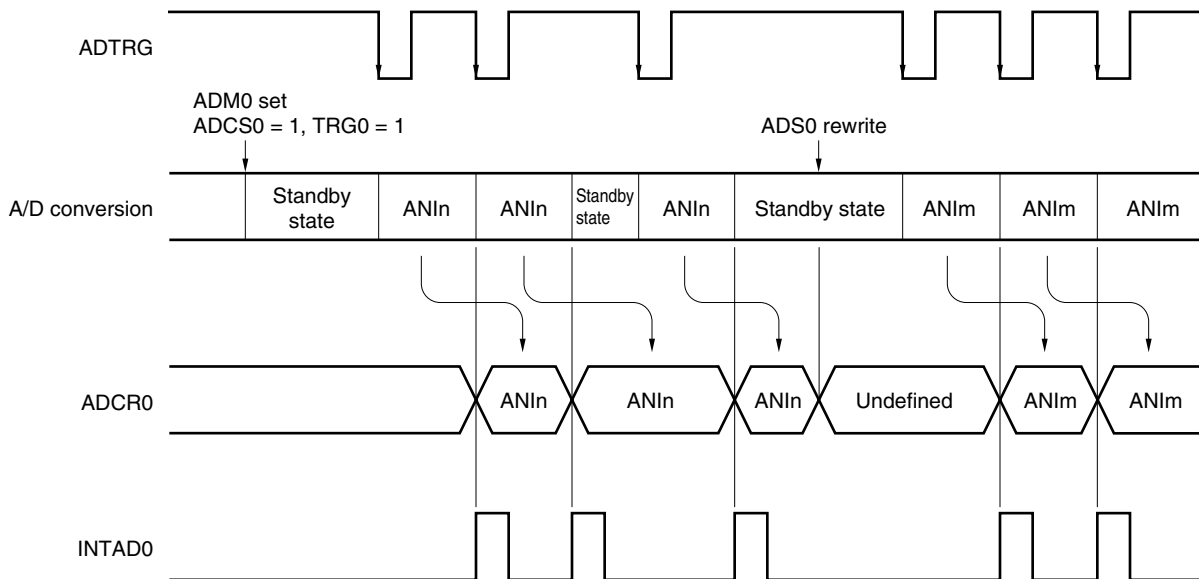 ADTRG
ADM0 set
ADCS0 = 1, TRG0 = 1
ADS0 rewrite
A/D conversion
Standby
state
ANIn
ANIn
Standby
state
ANIn
Standby state
ANIm
ANIm
ANIm
ADCR0
ANIn
ANIn
ANIn
Undefined
ANIm
ANIm
INTAD0